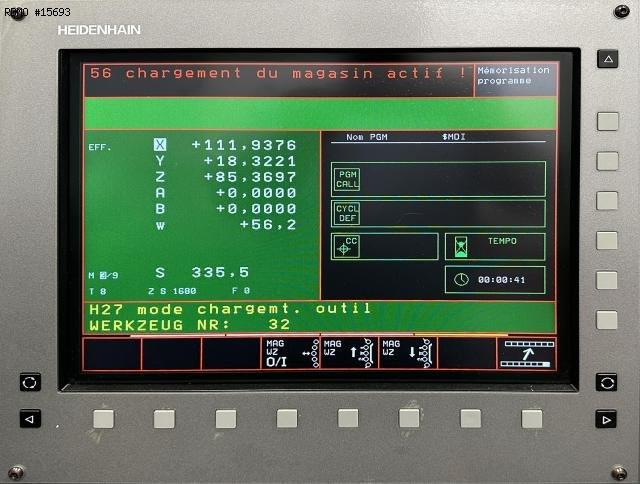 REMO #15693
HEIDENHAIN
56 chargement du magasin actif !
Mémorisation
programme
EFF.
X +111,9376
Y +18,3221
Z +85,3697
A +0,0000
B +0,0000
W +56,2
S 335,5
M 2/9
T 8 Z S 1680 F 0
Nom PGM $MDI
PGM
CALL
CYCL
DEF
CC
TEMPO
00:00:41
H27 mode chargemt. outil
WERKZEUG NR: 32
MAG
WZ
O/I
MAG
WZ
MAG
WZ